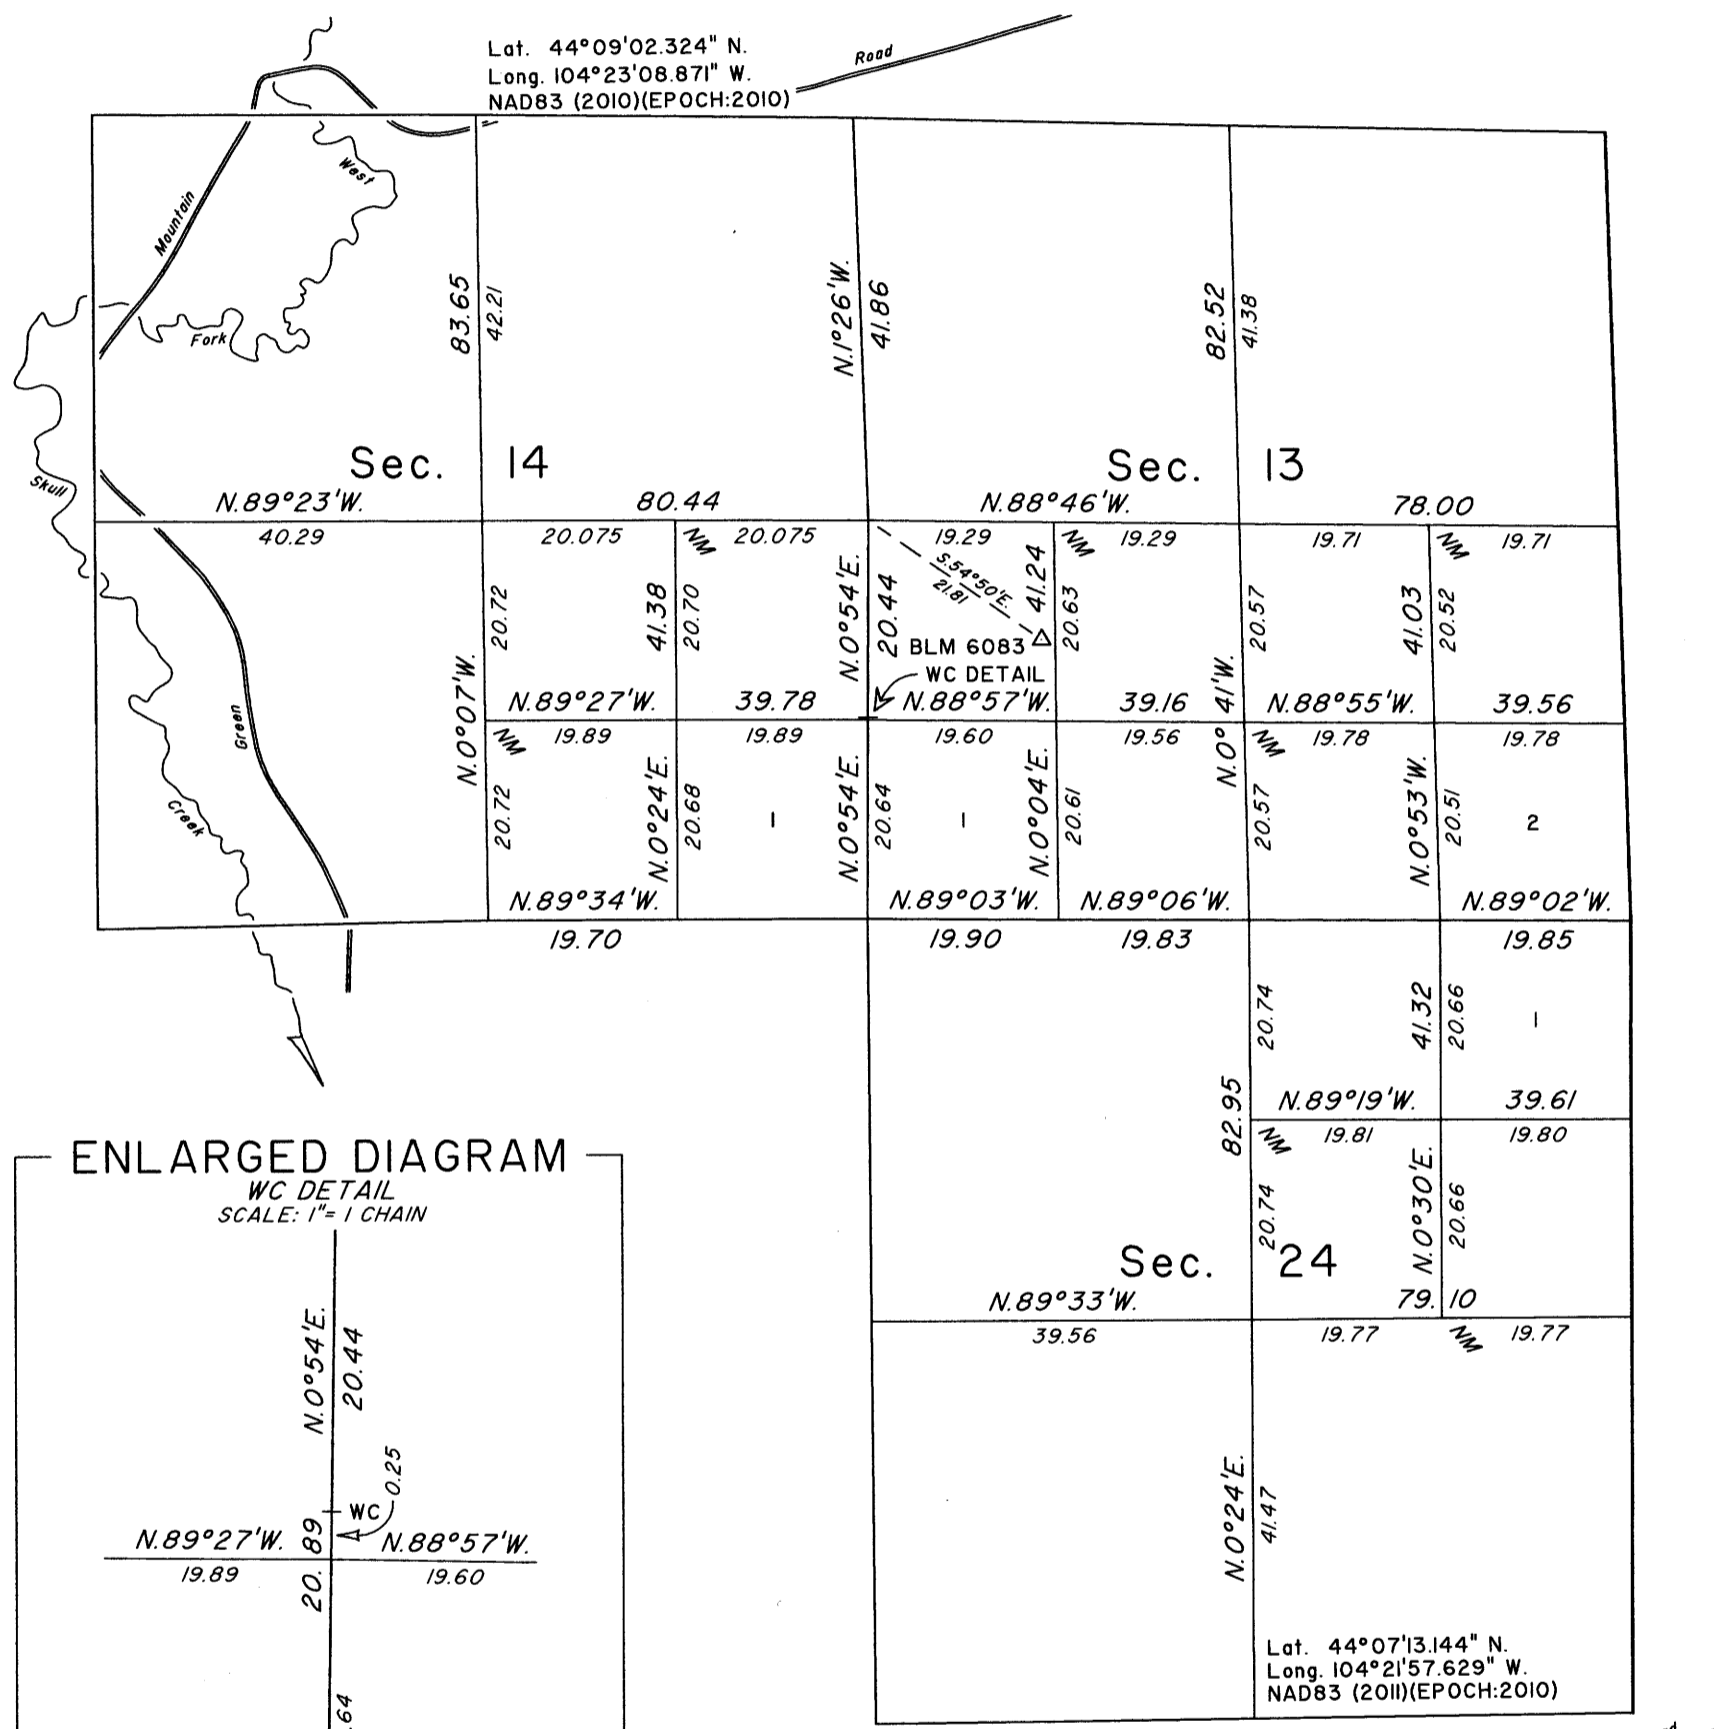 Lat. 44°09'02.324" N.
Long. 104°23'08.871" W.
NAD83 (2010)(EPOCH:2010)
Road
West
Mountain
Fork
83.65
42.21
N.1°26'W.
41.86
82.52
41.38
Sec. 14
Sec. 13
Skull
N.89°23'W.
80.44
N.88°46'W.
78.00
40.29
20.075
NM
20.075
19.29
NM
19.29
19.71
NM
19.71
S.54°50'E.
21.81
20.72
41.38
20.70
N.0°54'E.
20.44
41.24
20.63
20.57
41.03
20.52
BLM 6083
WC DETAIL
N.0°07'W.
N.89°27'W.
39.78
N.88°57'W.
39.16
N.0°41'W.
N.88°55'W.
39.56
Green
Creek
NM
19.89
19.89
19.60
19.56
NM
19.78
19.78
20.72
N.0°24'E.
20.68
1
N.0°54'E.
20.64
1
N.0°04'E.
20.61
20.57
N.0°53'W.
20.51
2
N.89°34'W.
N.89°03'W.
N.89°06'W.
N.89°02'W.
19.70
19.90
19.83
19.85
20.74
41.32
20.66
1
82.95
N.89°19'W.
39.61
NM
19.81
19.80
20.74
N.0°30'E.
20.66
Sec. 24
N.89°33'W.
79.10
39.56
19.77
NM
19.77
N.0°24'E.
41.47
Lat. 44°07'13.144" N.
Long. 104°21'57.629" W.
NAD83 (2011)(EPOCH:2010)
ENLARGED DIAGRAM
WC DETAIL
SCALE: 1"= 1 CHAIN
N.0°54'E.
20.44
0.25
WC
N.89°27'W.
20.89
N.88°57'W.
19.89
19.60
.64